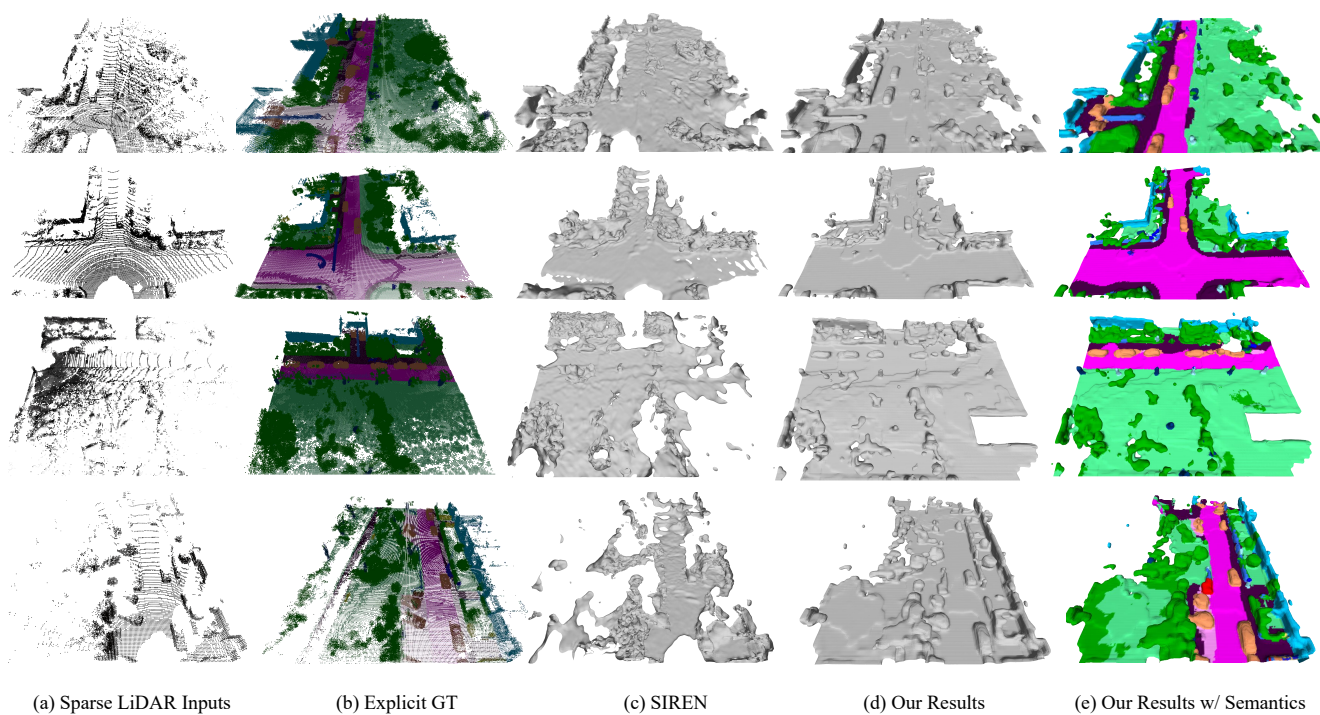 (a) Sparse LiDAR Inputs
(b) Explicit GT
(c) SIREN
(d) Our Results
(e) Our Results w/ Semantics